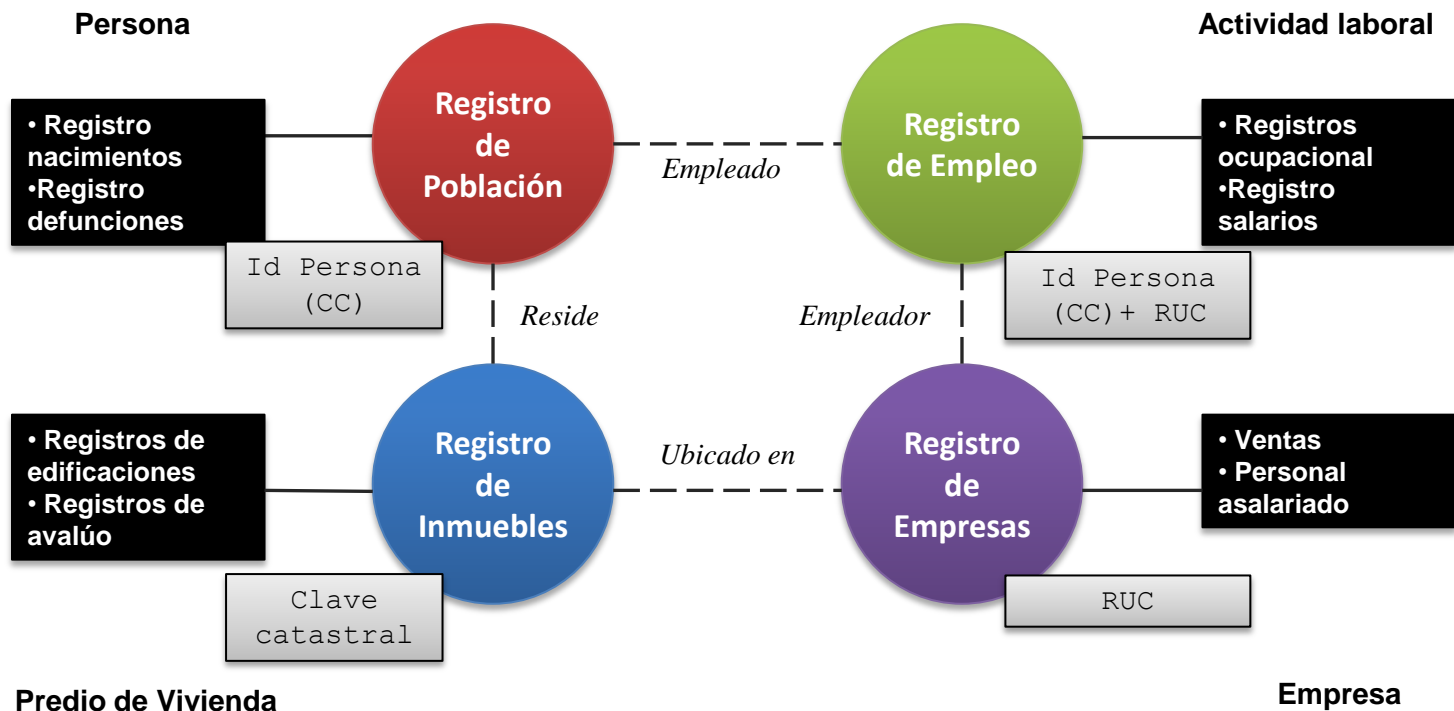 Persona
Actividad laboral
• Registro
nacimientos
•Registro
defunciones
Registro
de
Población
Id Persona
(CC)
Empleado
Registro
de Empleo
• Registros
ocupacional
•Registro
salarios
Id Persona
(CC)+ RUC
Reside
Empleador
• Registros de
edificaciones
• Registros de
avalúo
Registro
de
Inmuebles
Clave
catastral
Ubicado en
Registro
de
Empresas
• Ventas
• Personal
asalariado
RUC
Predio de Vivienda
Empresa